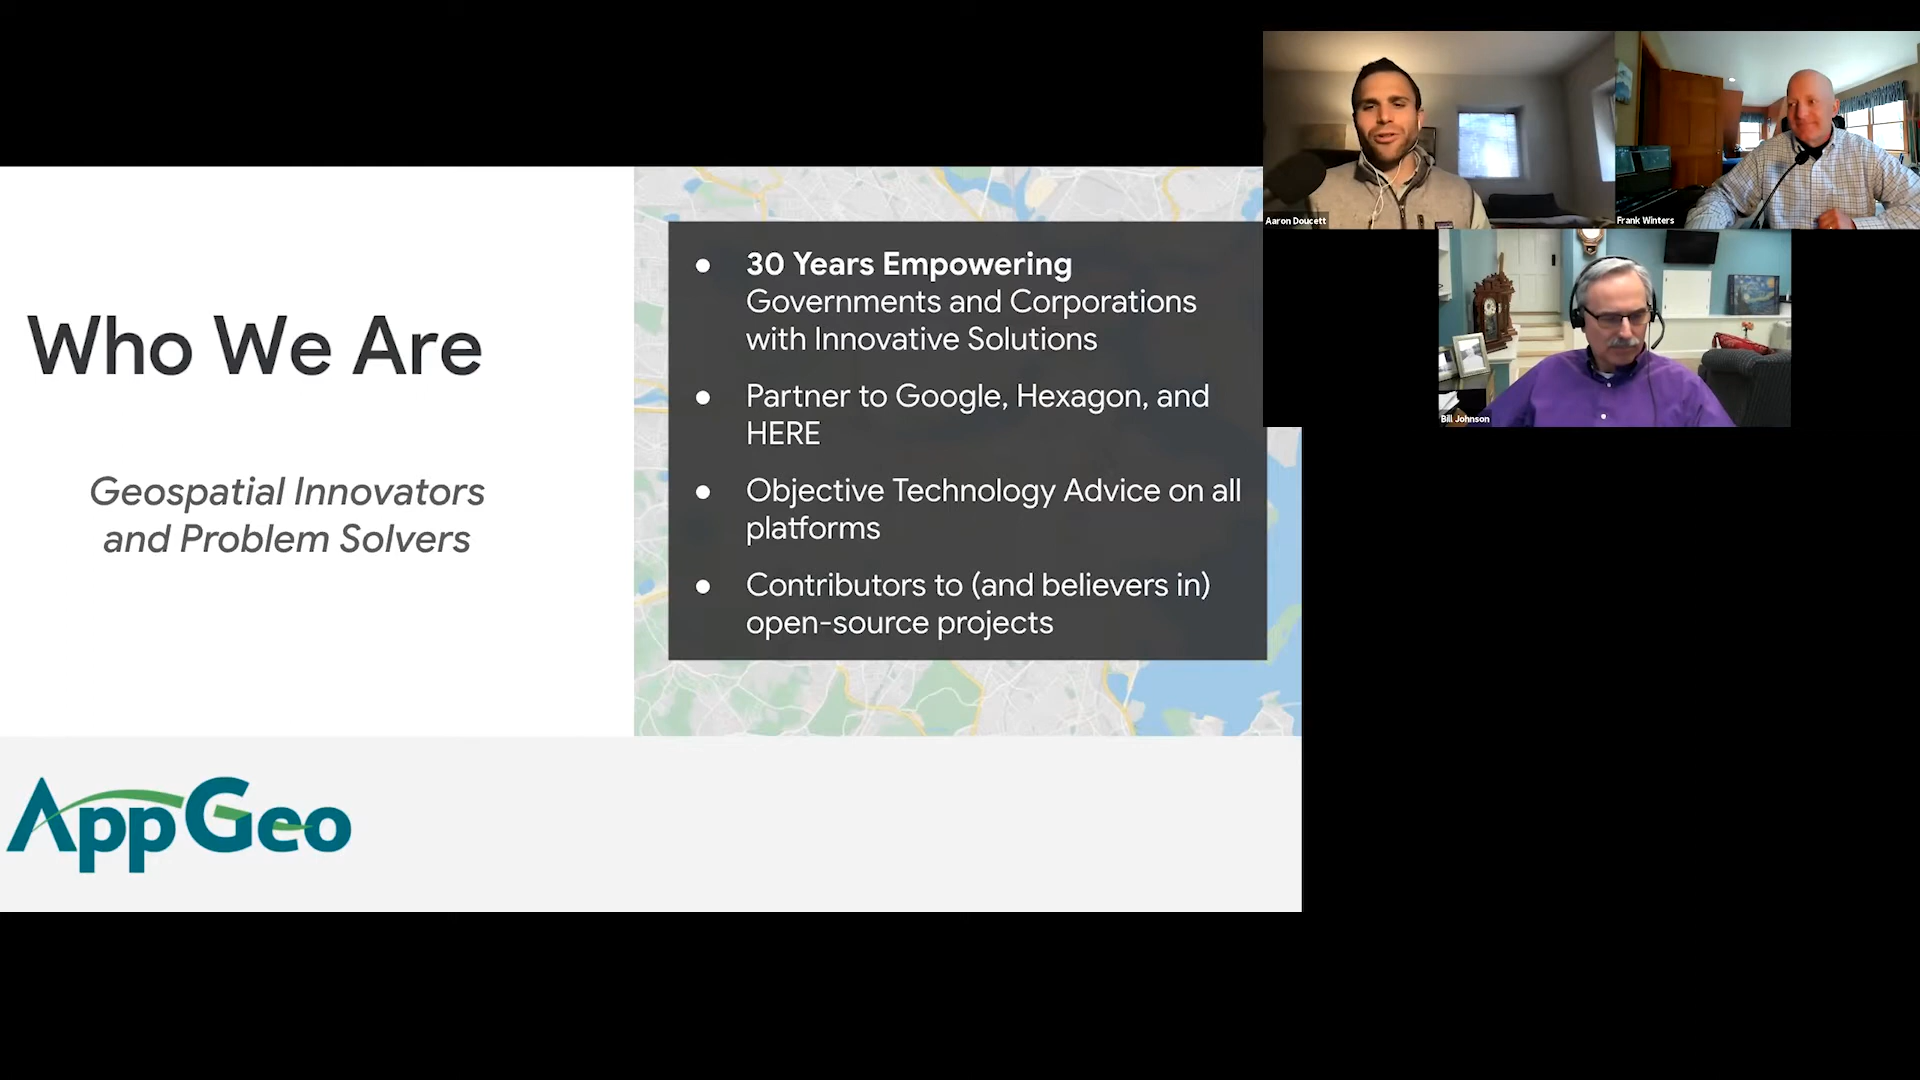 Who We Are
Geospatial Innovators
and Problem Solvers
30 Years Empowering
Governments and Corporations
with Innovative Solutions
Partner to Google, Hexagon, and
HERE
Objective Technology Advice on all
platforms
Contributors to (and believers in)
open-source projects
AppGeo
Aaron Doucett
Frank Winters
Bill Johnson